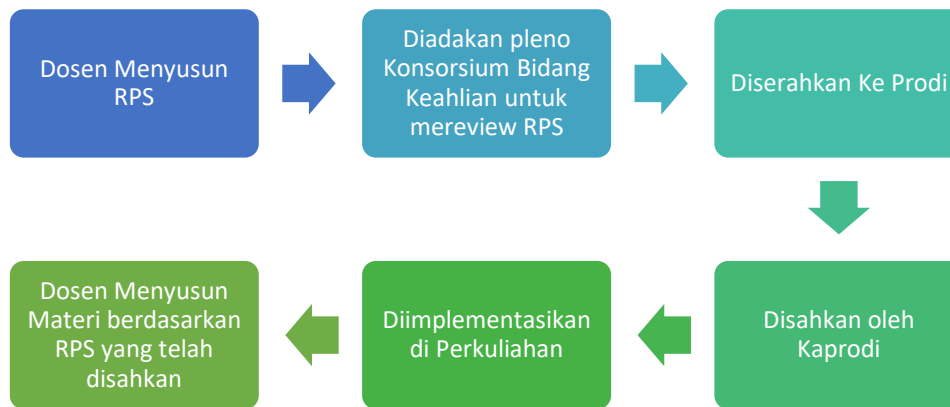 Dosen Menyusun
RPS
Diadakan pleno
Konsorsium Bidang
Keahlian untuk
mereview RPS
Diserahkan Ke Prodi
Disahkan oleh
Kaprodi
Diimplementasikan
di Perkuliahan
Dosen Menyusun
Materi berdasarkan
RPS yang telah
disahkan